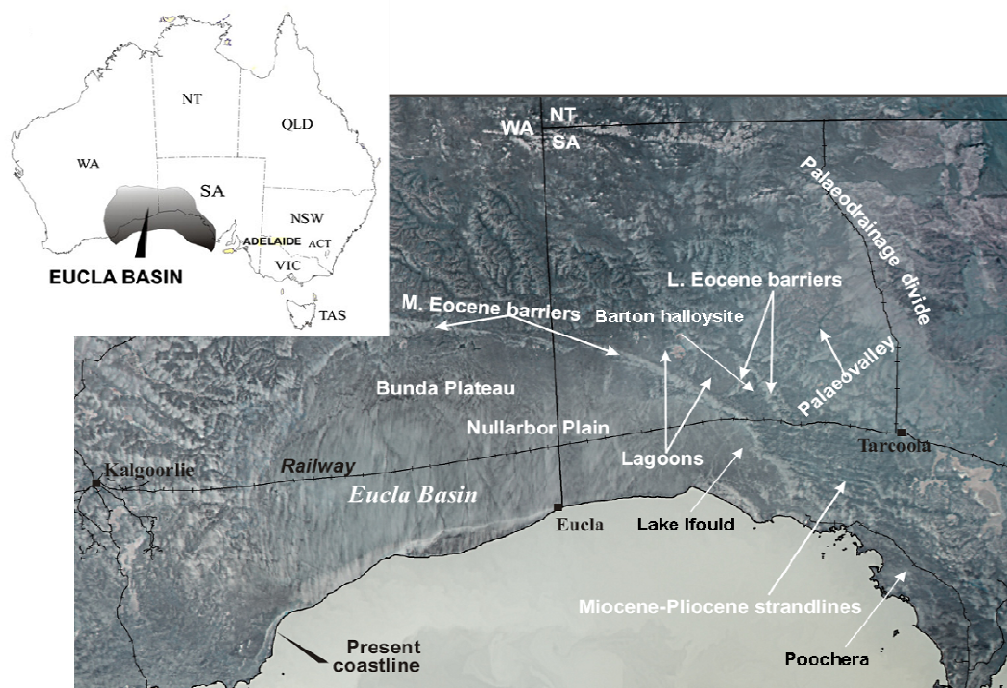 NT
QLD
WA
SA
NSW
ADELAIDE
ACT
VIC
EUCLA BASIN
TAS
NT
WA
SA
Palaeodrainage divide
L. Eocene barriers
M. Eocene barriers
Barton halloysite
Bunda Plateau
Palaeovalley
Nullarbor Plain
Tarcoola
Lagoons
Railway
Kalgoorlie
Eucla Basin
Eucla
Lake Ifould
Miocene-Pliocene strandlines
Present
coastline
Poochera